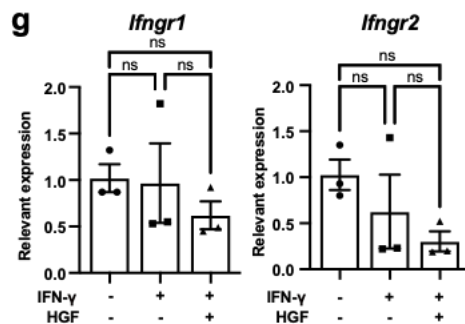 g
Ifngr1
Ifngr2
ns
ns
ns
ns
ns
ns
2.0
1.5
1.0
0.5
0.0
2.0
1.5
1.0
0.5
0.0
Relevant expression
Relevant expression
IFN-γ - + +
IFN-γ - + +
HGF - - +
HGF - - +